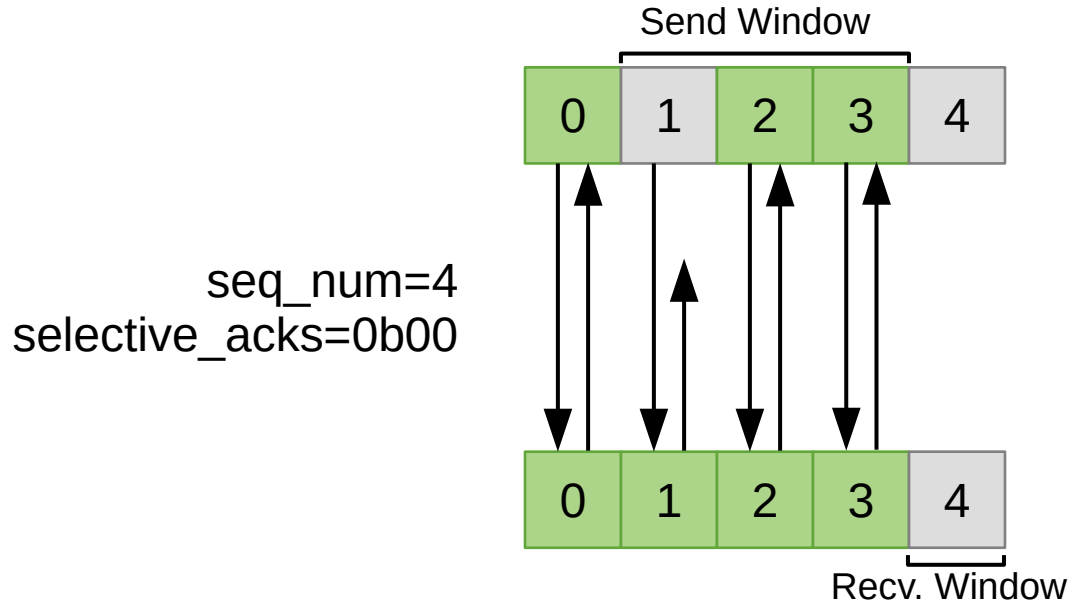 Send Window
0 1 2 3 4
seq_num=4
selective_acks=0b00
0 1 2 3 4
Recv. Window